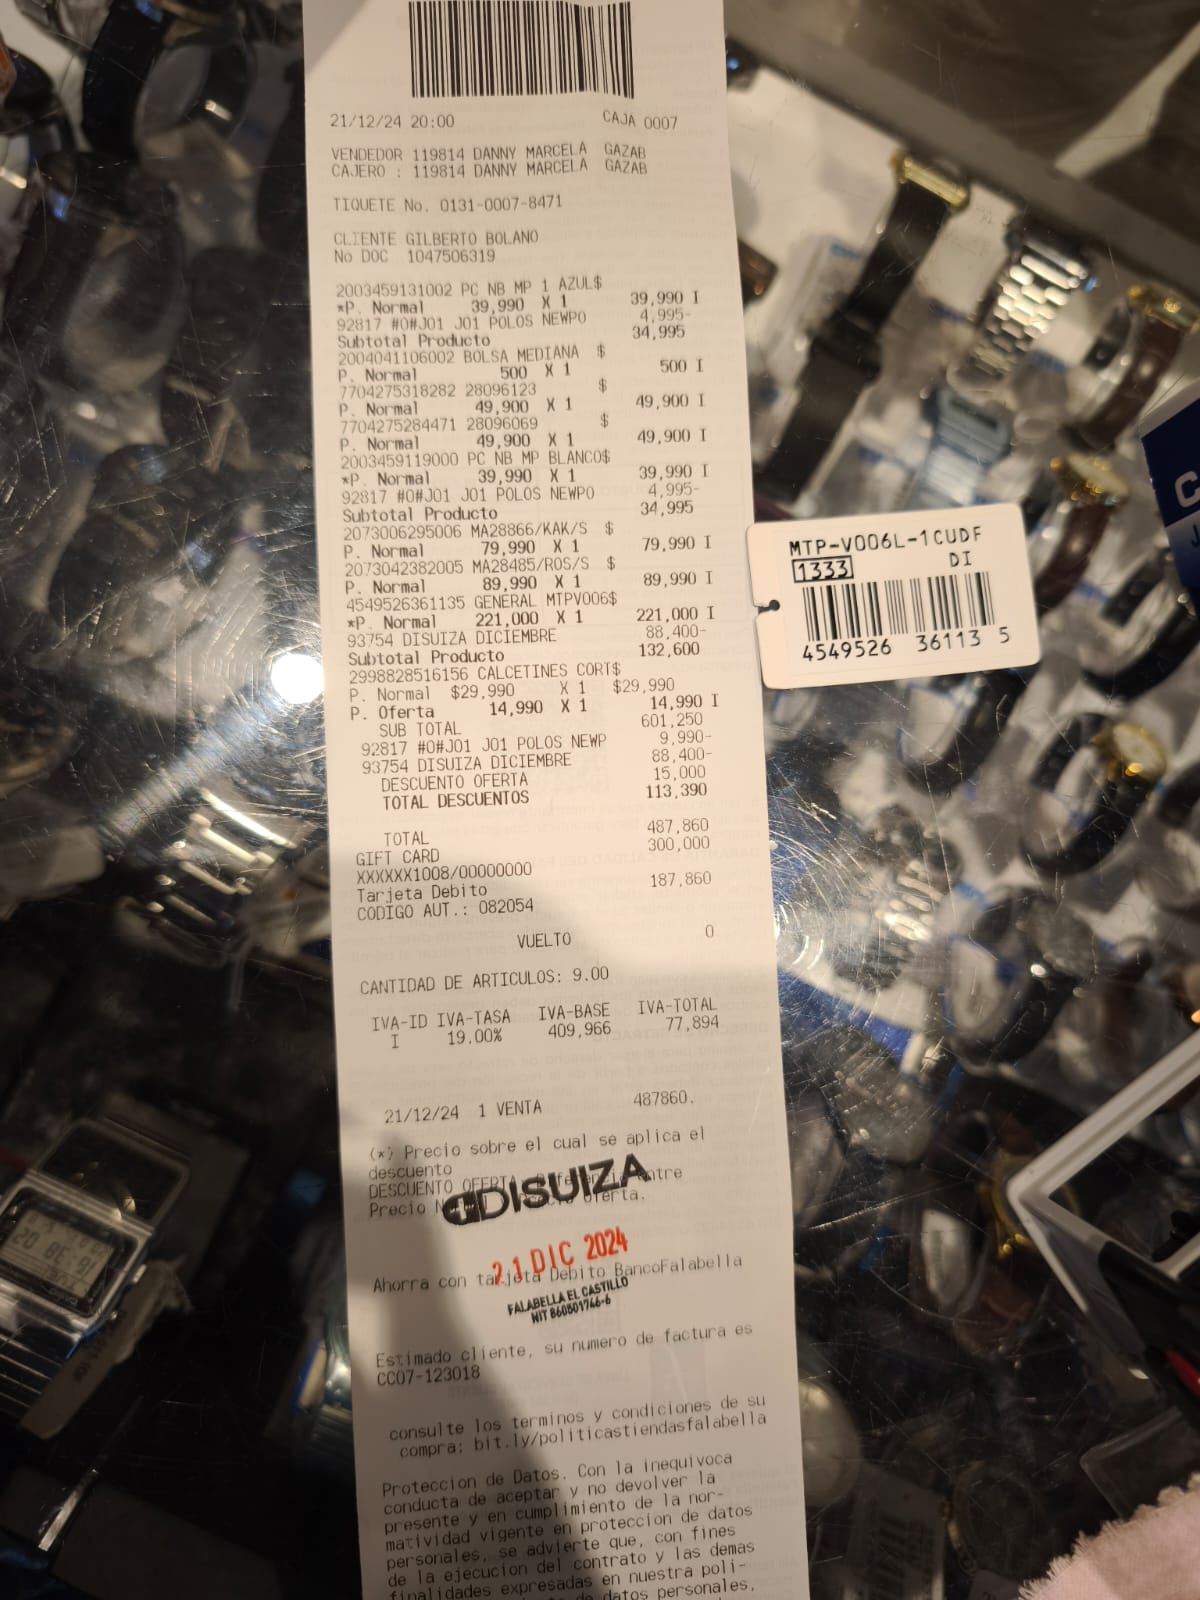 21/12/24 20:00 CAJA 0007
VENDEDOR 119814 DANNY MARCELA GAZAB
CAJERO : 119814 DANNY MARCELA GAZAB
TIQUETE No. 0131-0007-8471
CLIENTE GILBERTO BOLANO
No DOC 1047506319
2003459131002 PC NB MP 1 AZUL$
*P. Normal 39,990 X 1 39,990 I
92817 #0#J01 J01 POLOS NEWPO 4,995-
Subtotal Producto 34,995
2004041106002 BOLSA MEDIANA $
P. Normal 500 X 1 500 I
7704275318282 28096123 $
P. Normal 49,900 X 1 49,900 I
7704275284471 28096069 $
P. Normal 49,900 X 1 49,900 I
2003459119000 PC NB MP BLANCO$
*P. Normal 39,990 X 1 39,990 I
92817 #0#J01 J01 POLOS NEWPO 4,995-
Subtotal Producto 34,995
2073006295006 MA28866/KAK/S $
P. Normal 79,990 X 1 79,990 I
2073042382005 MA28485/ROS/S $
P. Normal 89,990 X 1 89,990 I
4549526361135 GENERAL MTPV006$
*P. Normal 221,000 X 1 221,000 I
93754 DISUIZA DICIEMBRE 88,400-
Subtotal Producto 132,600
2998828516156 CALCETINES CORT$
P. Normal $29,990 X 1 $29,990
P. Oferta 14,990 X 1 14,990 I
SUB TOTAL 601,250
92817 #0#J01 J01 POLOS NEWP 9,990-
93754 DISUIZA DICIEMBRE 88,400-
DESCUENTO OFERTA 15,000
TOTAL DESCUENTOS 113,390
TOTAL 487,860
GIFT CARD 300,000
XXXXXX1008/00000000
Tarjeta Debito 187,860
CODIGO AUT.: 082054
VUELTO 0
CANTIDAD DE ARTICULOS: 9.00
IVA-ID IVA-TASA IVA-BASE IVA-TOTAL
I 19.00% 409,966 77,894
21/12/24 1 VENTA 487860.
(*) Precio sobre el cual se aplica el
descuento
DESCUENTO OFERTA
Precio
DISUIZA
21 DIC 2024
Ahorra con tarjeta Debito BancoFalabella
FALABELLA EL CASTILLO
NIT 860501766-6
Estimado cliente, su numero de factura es
CC07-123018
consulte los terminos y condiciones de su
compra: bit.ly/politicastiendasfalabella
Proteccion de Datos. Con la inequivoca
conducta de aceptar y no devolver la
presente y en cumplimiento de la nor-
matividad vigente en proteccion de datos
personales, se advierte que, con fines
de la ejecucion del contrato y las demas
finalidades expresadas en nuestra poli-
de datos personales,
MTP-V006L-1CUDF
1333 DI
4549526 36113 5